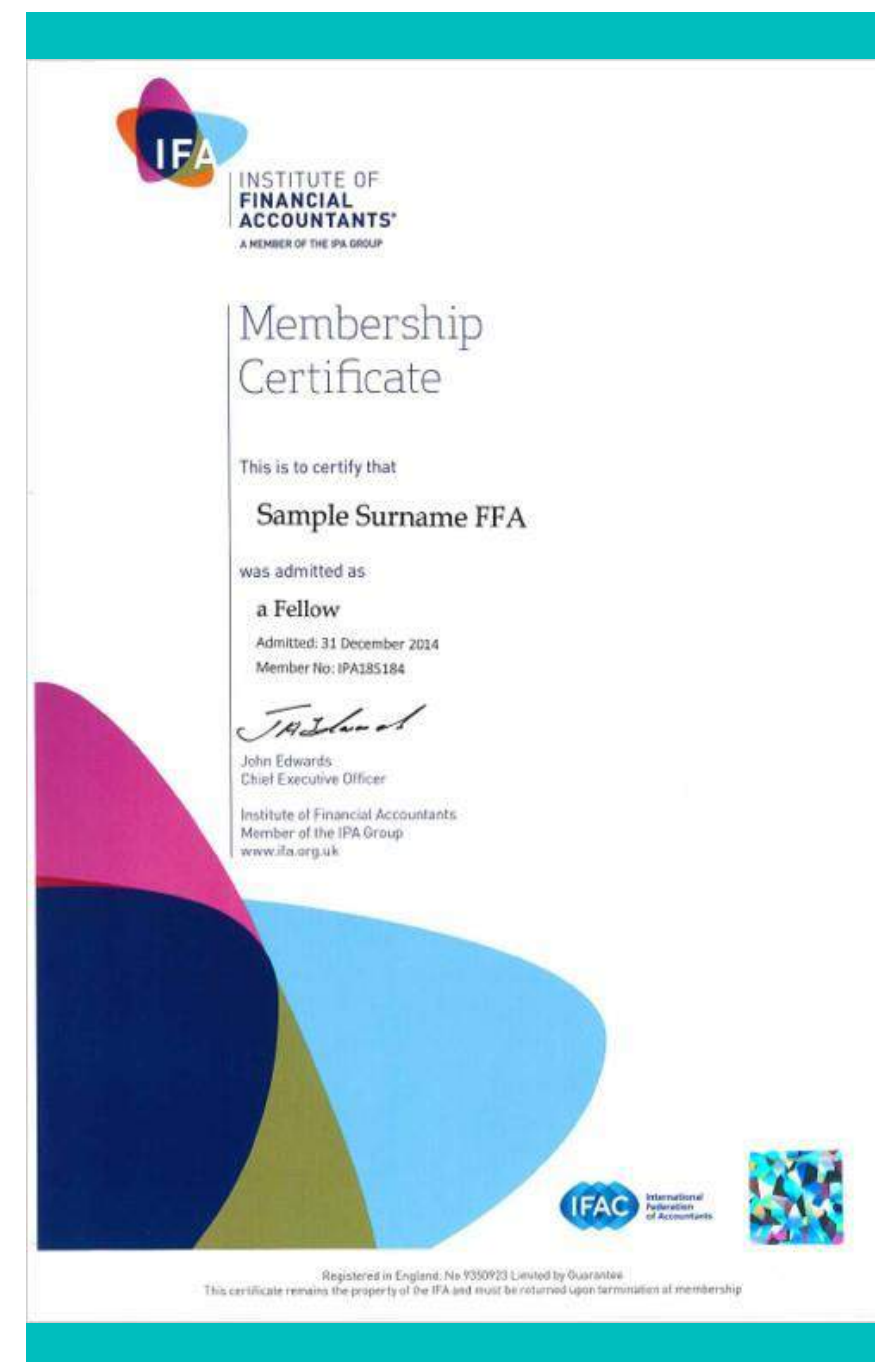 IFA
INSTITUTE OF
FINANCIAL
ACCOUNTANTS®
A MEMBER OF THE IPA GROUP
Membership
Certificate
This is to certify that
Sample Surname FFA
was admitted as
a Fellow
Admitted: 31 December 2014
Member No: IPA185184
John Edwards
Chief Executive Officer
Institute of Financial Accountants
Member of the IPA Group
www.ifa.org.uk
IFAC
International
Federation
of Accountants
Registered in England: No 9350923 Limited by Guarantee
This certificate remains the property of the IFA and must be returned upon termination of membership